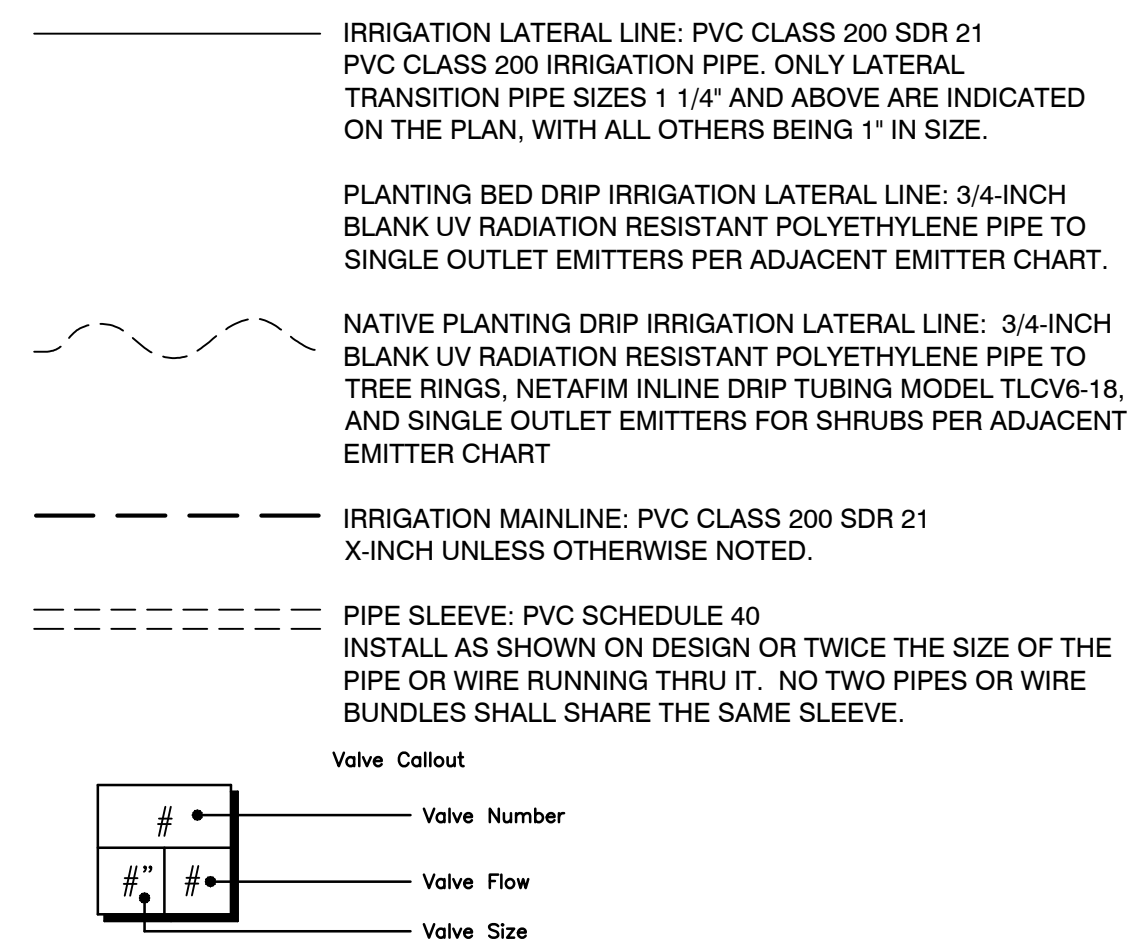 IRRIGATION LATERAL LINE: PVC CLASS 200 SDR 21
PVC CLASS 200 IRRIGATION PIPE. ONLY LATERAL
TRANSITION PIPE SIZES 1 1/4" AND ABOVE ARE INDICATED
ON THE PLAN, WITH ALL OTHERS BEING 1" IN SIZE.
PLANTING BED DRIP IRRIGATION LATERAL LINE: 3/4-INCH
BLANK UV RADIATION RESISTANT POLYETHYLENE PIPE TO
SINGLE OUTLET EMITTERS PER ADJACENT EMITTER CHART.
NATIVE PLANTING DRIP IRRIGATION LATERAL LINE: 3/4-INCH
BLANK UV RADIATION RESISTANT POLYETHYLENE PIPE TO
TREE RINGS, NETAFIM INLINE DRIP TUBING MODEL TLCV6-18,
AND SINGLE OUTLET EMITTERS FOR SHRUBS PER ADJACENT
EMITTER CHART
IRRIGATION MAINLINE: PVC CLASS 200 SDR 21
X-INCH UNLESS OTHERWISE NOTED.
PIPE SLEEVE: PVC SCHEDULE 40
INSTALL AS SHOWN ON DESIGN OR TWICE THE SIZE OF THE
PIPE OR WIRE RUNNING THRU IT. NO TWO PIPES OR WIRE
BUNDLES SHALL SHARE THE SAME SLEEVE.
Valve Callout
# Valve Number
#" # Valve Flow
Valve Size